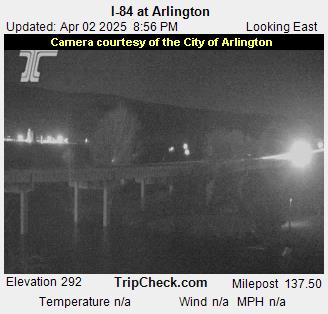 I-84 at Arlington
Updated: Apr 02 2025 8:56 PM Looking East
Camera courtesy of the City of Arlington
Elevation 292 TripCheck.com Milepost 137.50
Temperature n/a Wind n/a MPH n/a